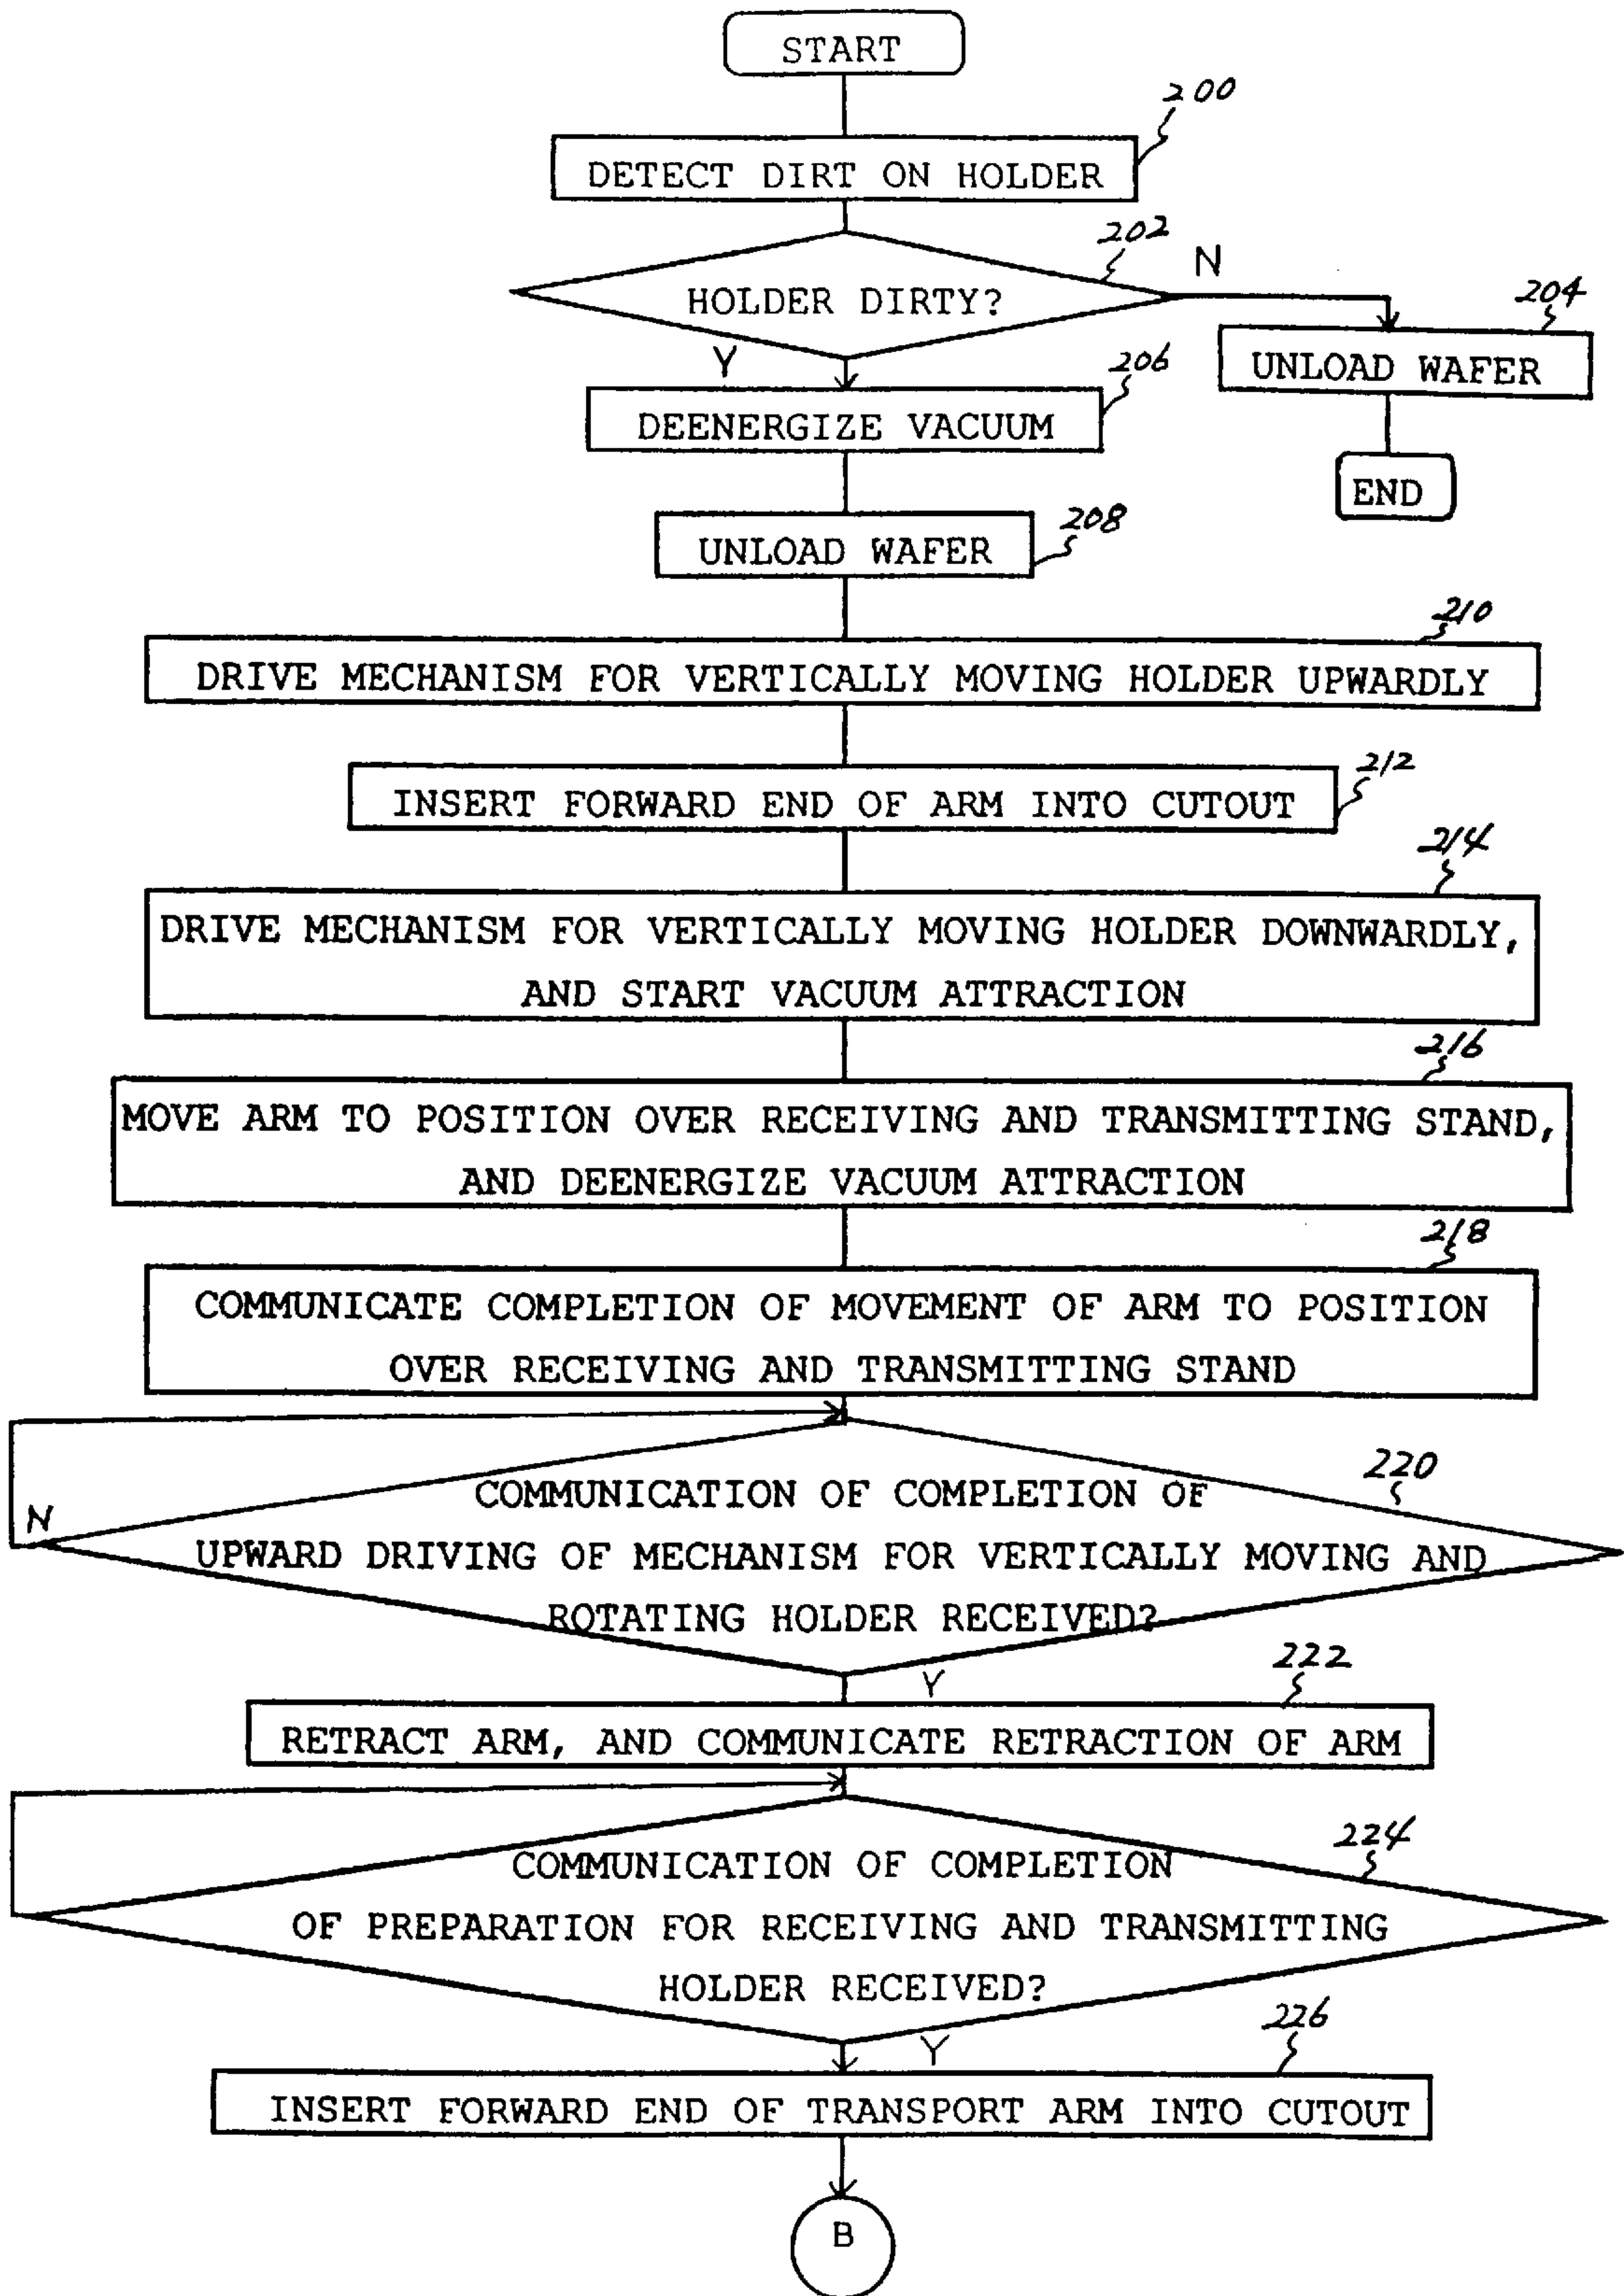 START
200
DETECT DIRT ON HOLDER
202
N
HOLDER DIRTY?
204
UNLOAD WAFER
Y
206
DEENERGIZE VACUUM
END
208
UNLOAD WAFER
210
DRIVE MECHANISM FOR VERTICALLY MOVING HOLDER UPWARDLY
212
INSERT FORWARD END OF ARM INTO CUTOUT
214
DRIVE MECHANISM FOR VERTICALLY MOVING HOLDER DOWNWARDLY,
AND START VACUUM ATTRACTION
216
MOVE ARM TO POSITION OVER RECEIVING AND TRANSMITTING STAND,
AND DEENERGIZE VACUUM ATTRACTION
218
COMMUNICATE COMPLETION OF MOVEMENT OF ARM TO POSITION
OVER RECEIVING AND TRANSMITTING STAND
220
COMMUNICATION OF COMPLETION OF
N
UPWARD DRIVING OF MECHANISM FOR VERTICALLY MOVING AND
ROTATING HOLDER RECEIVED?
Y
222
RETRACT ARM, AND COMMUNICATE RETRACTION OF ARM
224
COMMUNICATION OF COMPLETION
OF PREPARATION FOR RECEIVING AND TRANSMITTING
HOLDER RECEIVED?
226
Y
INSERT FORWARD END OF TRANSPORT ARM INTO CUTOUT
B